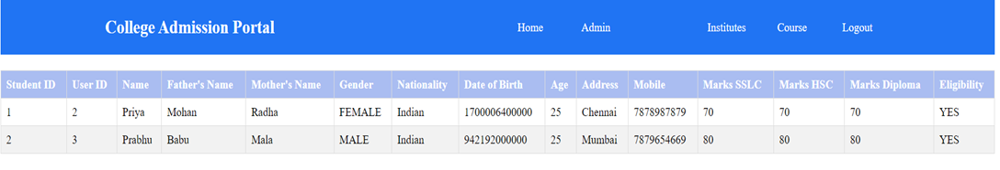 College Admission Portal Home Admin Institutes Course Logout
Student ID User ID Name Father's Name Mother's Name Gender Nationality Date of Birth Age Address Mobile Marks SSLC Marks HSC Marks Diploma Eligibility
1 2 Priya Mohan Radha FEMALE Indian 1700006400000 25 Chennai 7878987879 70 70 70 YES
2 3 Prabhu Babu Mala MALE Indian 942192000000 25 Mumbai 7879654669 80 80 80 YES